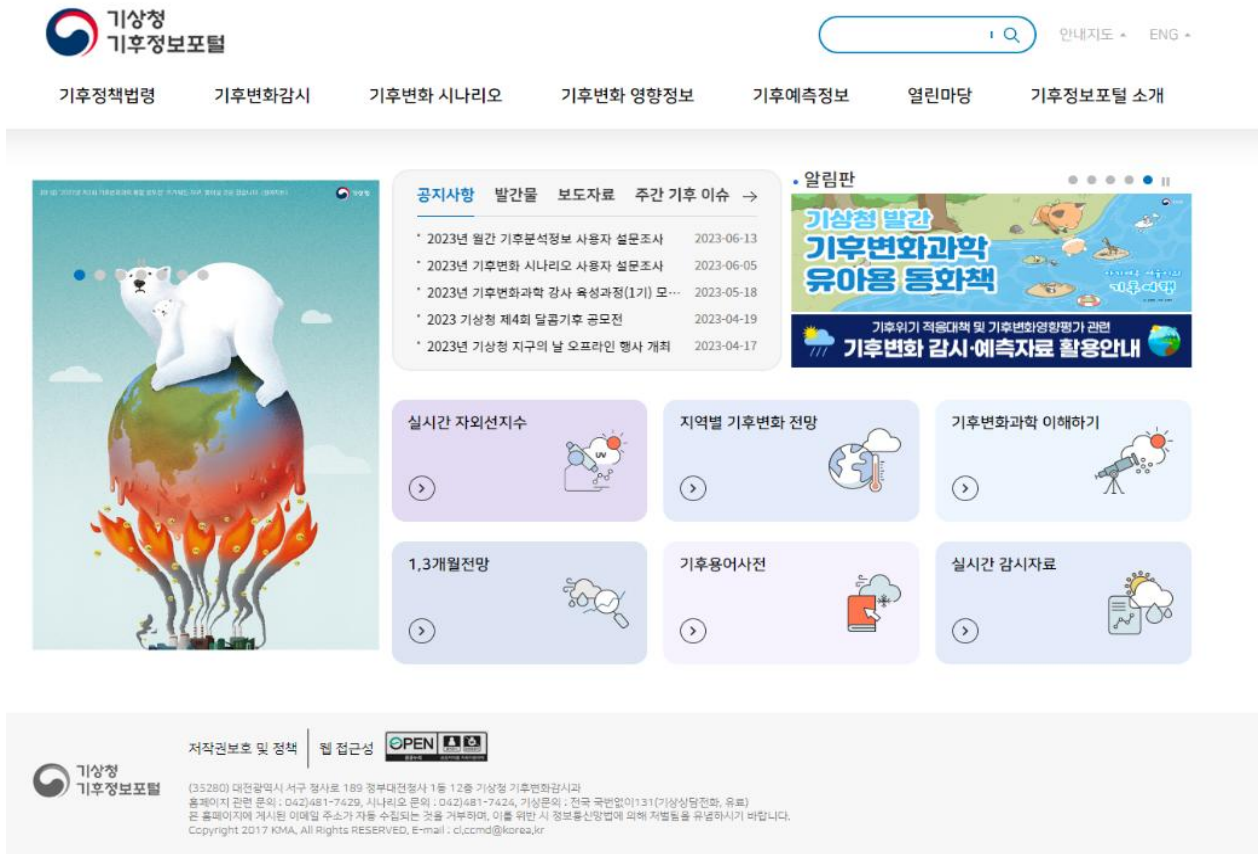 기상청
기후정보포털
안내지도
ENG
기후정책법령 기후변화감시 기후변화 시나리오 기후변화 영향정보 기후예측정보 열린마당 기후정보포털 소개
기상청
공지사항 발간물 보도자료 주간 기후 이슈 →
2023년 월간 기후분석정보 사용자 설문조사 2023-06-13
2023년 기후변화 시나리오 사용자 설문조사 2023-06-05
2023년 기후변화과학 강사 육성과정(1기) 모… 2023-05-18
2023 기상청 제4회 달콤기후 공모전 2023-04-19
2023년 기상청 지구의 날 오프라인 행사 개최 2023-04-17
알림판
기상청 발간
기후변화과학
유아용 동화책
기후여행
기후위기 적응대책 및 기후변화영향평가 관련
기후변화 감시·예측자료 활용안내
실시간 자외선지수
UV
지역별 기후변화 전망
기후변화과학 이해하기
1,3개월전망
기후용어사전
실시간 감시자료
기상청
기후정보포털
저작권보호 및 정책 웹 접근성 OPEN
(35280) 대전광역시 서구 청사로 189 정부대전청사 1동 12층 기상청 기후변화감시과
홈페이지 관련 문의 : 042)481-7429, 시나리오 문의 : 042)481-7424, 기상문의 : 전국 국번없이131(기상상담전화, 유료)
본 홈페이지에 게시된 이메일 주소가 자동 수집되는 것을 거부하며, 이를 위반 시 정보통신망법에 의해 처벌됨을 유념하시기 바랍니다.
Copyright 2017 KMA, All Rights RESERVED, E-mail : cl,ccmd@korea,kr